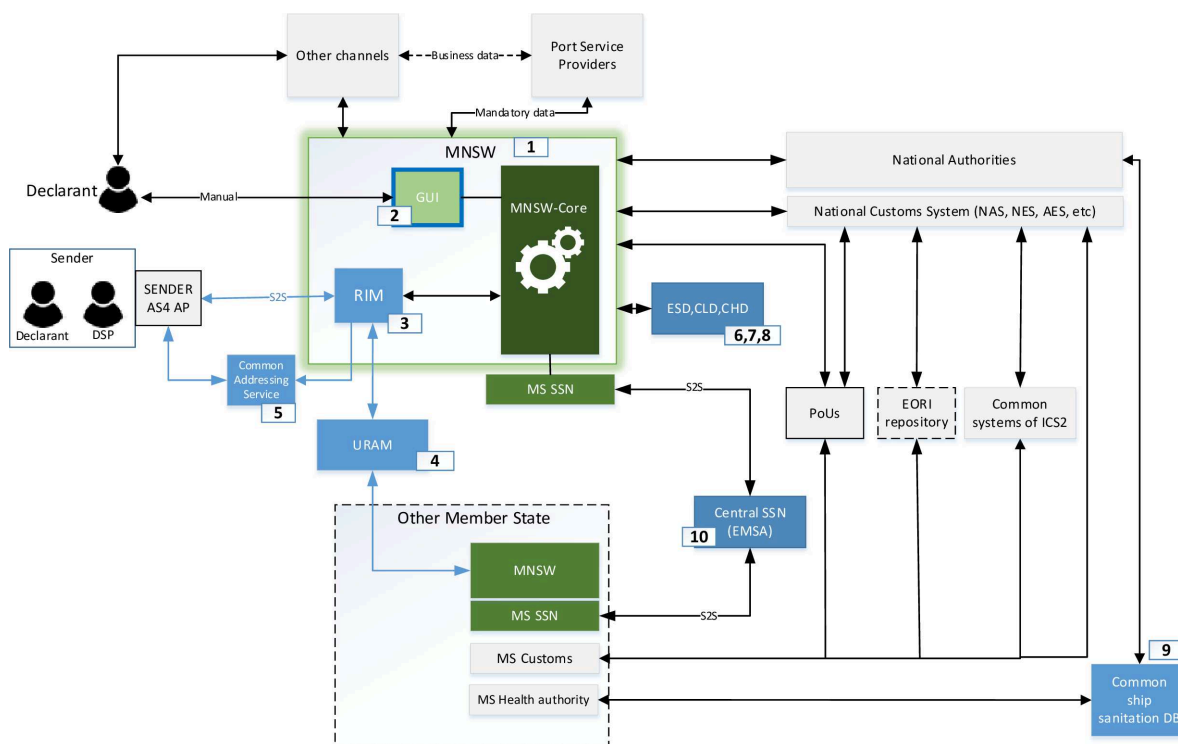 Other channels
Business data
Port Service
Providers
Mandatory data
MNSW
1
National Authorities
Declarant
Manual
GUI
2
MNSW-Core
National Customs System (NAS, NES, AES, etc)
Sender
Declarant
DSP
SENDER
AS4 AP
S2S
RIM
3
ESD,CLD,CHD
6,7,8
Common
Addressing
Service
5
MS SSN
S2S
PoUs
EORI
repository
Common
systems of ICS2
URAM
4
Central SSN
(EMSA)
10
Other Member State
MNSW
MS SSN
S2S
MS Customs
9
MS Health authority
Common
ship
sanitation DB